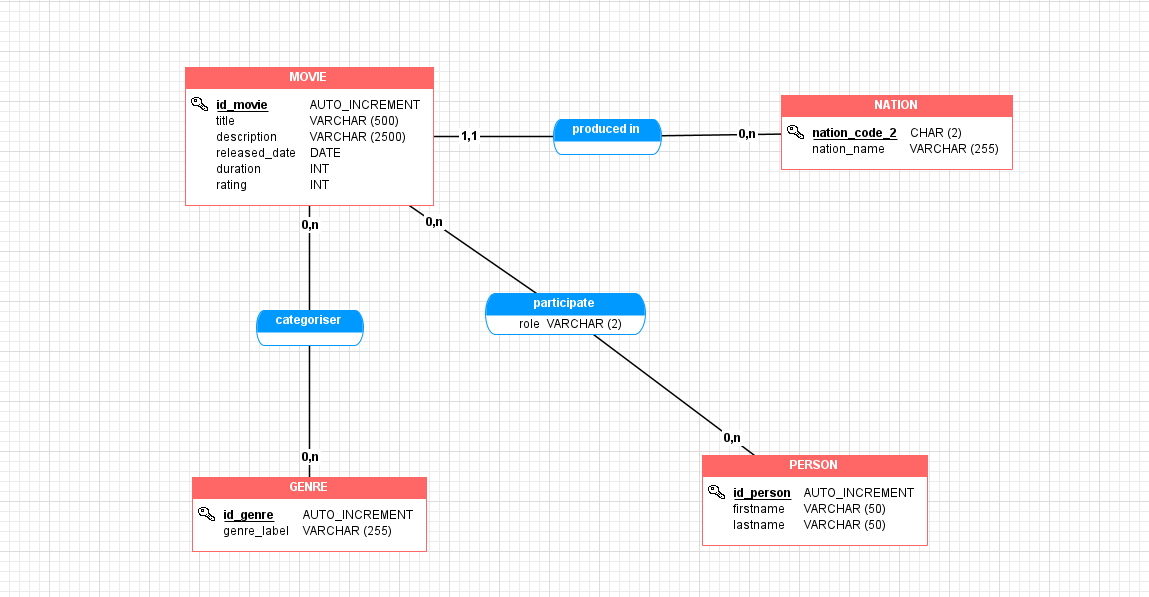 MOVIE
id_movie AUTO_INCREMENT
title VARCHAR (500)
description VARCHAR (2500)
released_date DATE
duration INT
rating INT
1,1
produced in
0,n
NATION
nation_code_2 CHAR (2)
nation_name VARCHAR (255)
0,n
0,n
categoriser
participate
role VARCHAR (2)
0,n
0,n
GENRE
id_genre AUTO_INCREMENT
genre_label VARCHAR (255)
PERSON
id_person AUTO_INCREMENT
firstname VARCHAR (50)
lastname VARCHAR (50)